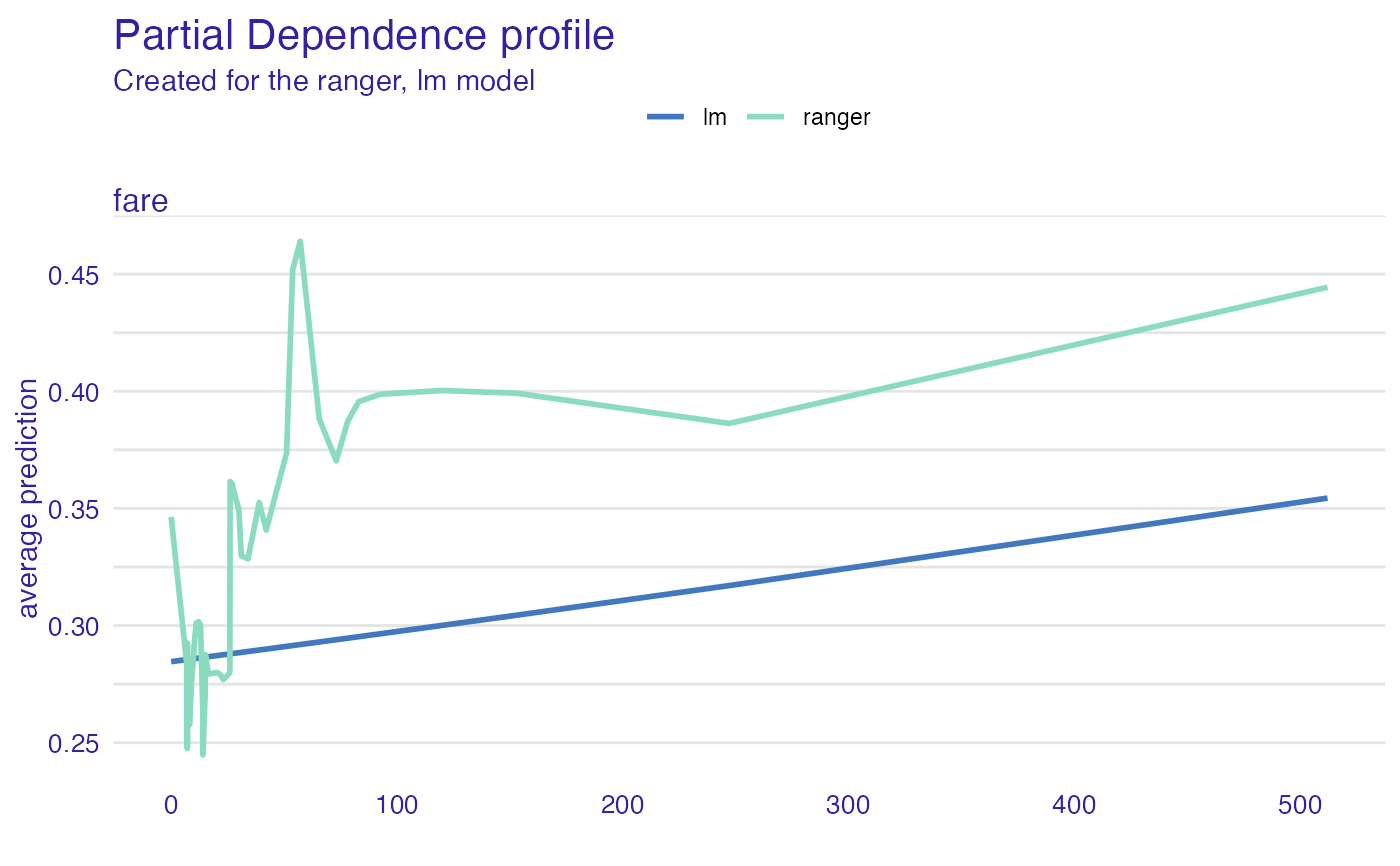 Partial Dependence profile
Created for the ranger, lm model
lm ranger
fare
average prediction
0.45
0.40
0.35
0.30
0.25
0 100 200 300 400 500